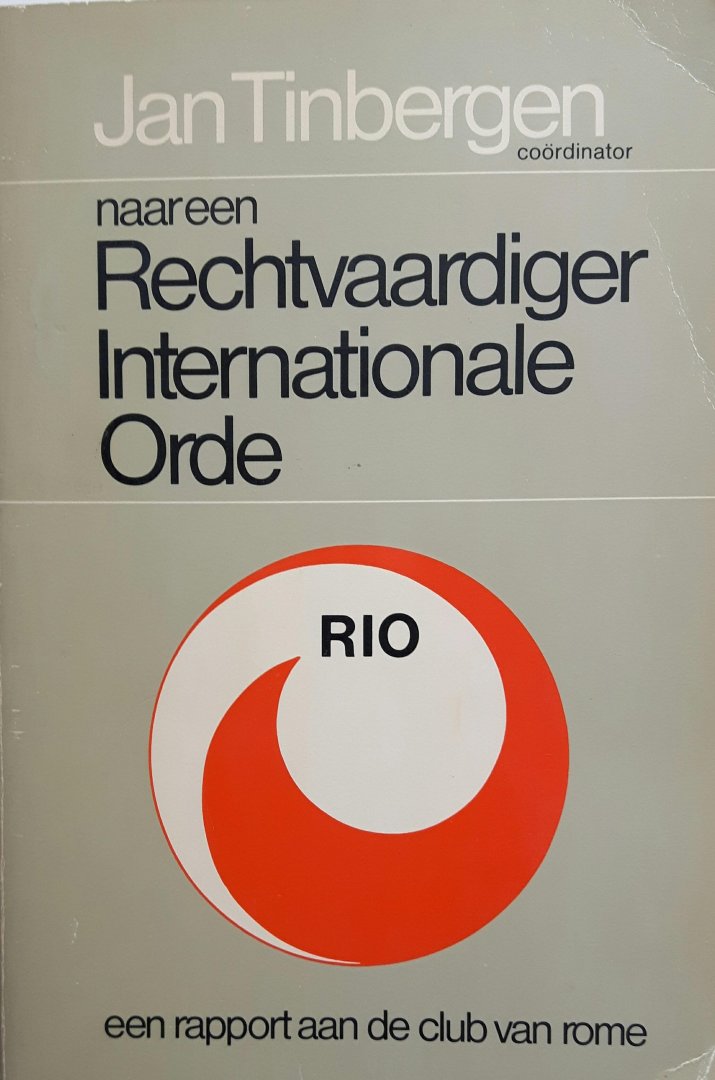 Jan Tinbergen
coördinator
naar een
Rechtvaardiger
Internationale
Orde
RIO
een rapport aan de club van rome